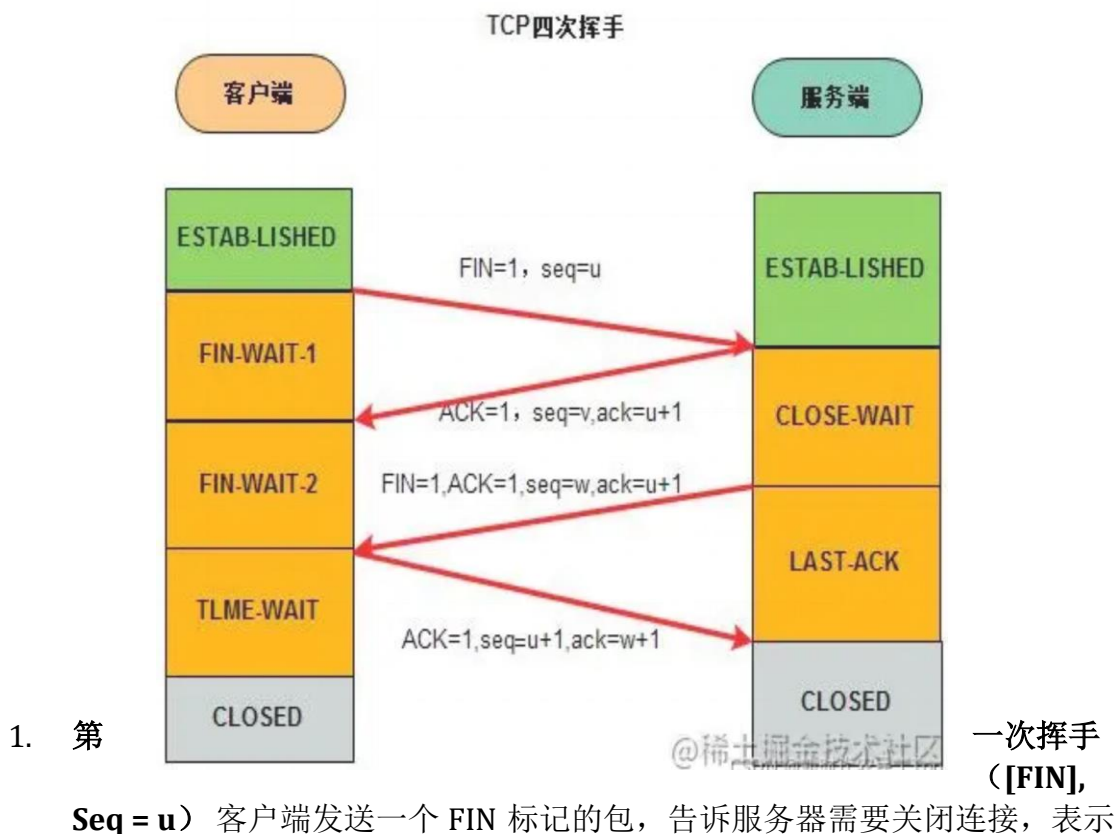 TCP四次挥手
客户端
服务端
ESTAB-LISHED
FIN=1，seq=u
ESTAB-LISHED
FIN-WAIT-1
ACK=1，seq=v,ack=u+1
CLOSE-WAIT
FIN-WAIT-2
FIN=1,ACK=1,seq=w,ack=u+1
LAST-ACK
TLME-WAIT
ACK=1,seq=u+1,ack=w+1
CLOSED
CLOSED
@稀土掘金技术社区
1. 第
一次挥手
（[FIN],
Seq = u） 客户端发送一个 FIN 标记的包，告诉服务器需要关闭连接，表示